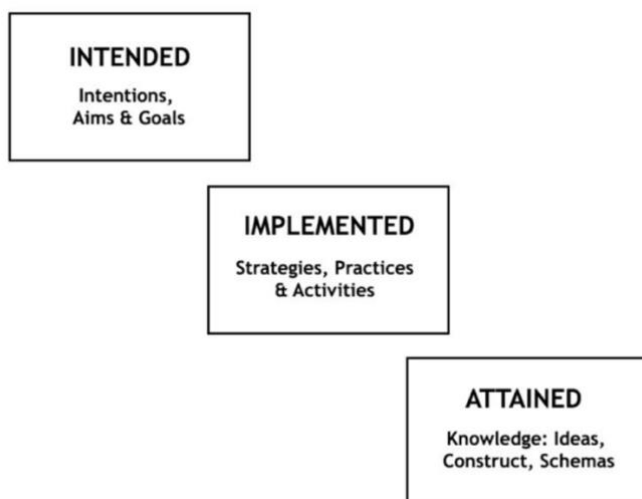 INTENDED
Intentions,
Aims & Goals
IMPLEMENTED
Strategies, Practices
& Activities
ATTAINED
Knowledge: Ideas,
Construct, Schemas